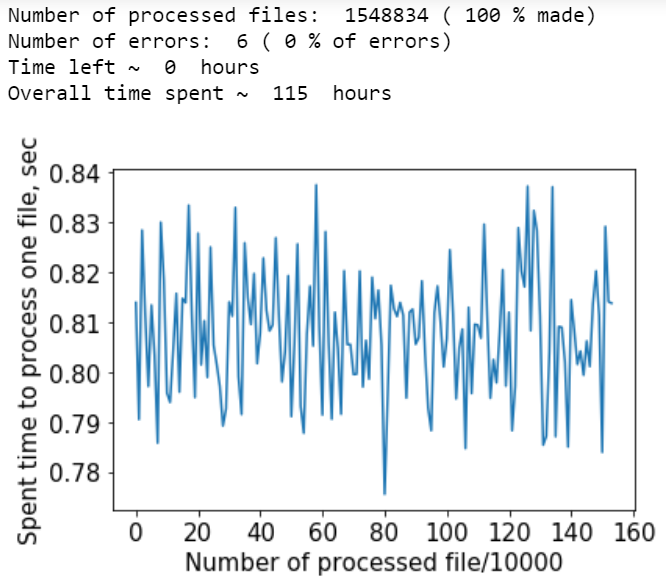 Number of processed files:  1548834 ( 100 % made)
Number of errors:  6 ( 0 % of errors)
Time left ~  0  hours
Overall time spent ~  115  hours
Spent time to process one file, sec
0.84
0.83
0.82
0.81
0.80
0.79
0.78
0 20 40 60 80 100 120 140 160
Number of processed file/10000